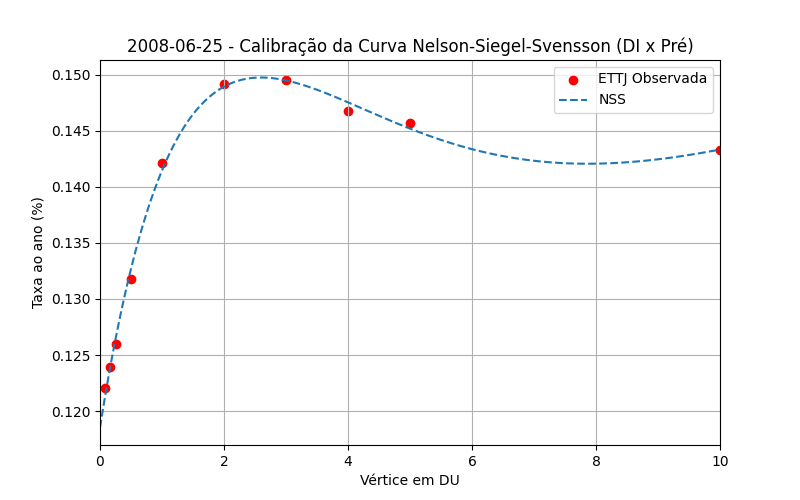 2008-06-25 - Calibração da Curva Nelson-Siegel-Svensson (DI x Pré)
ETTJ Observada
NSS
Taxa ao ano (%)
0.150
0.145
0.140
0.135
0.130
0.125
0.120
0 2 4 6 8 10
Vértice em DU